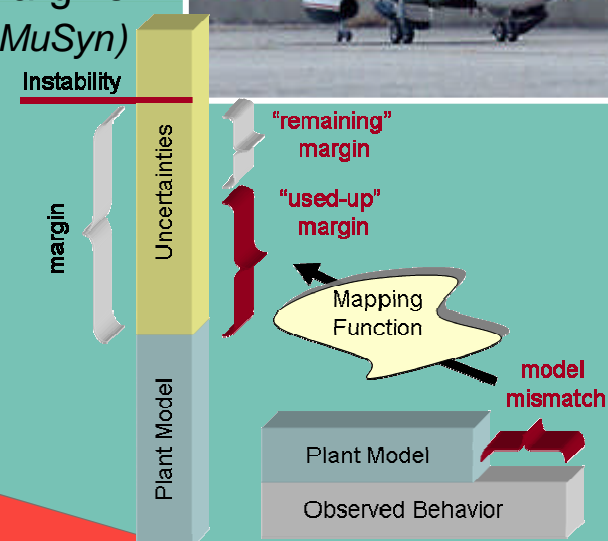 MuSyn)
Instability
"remaining"
margin
Uncertainties
"used-up"
margin
margin
Mapping
Function
model
mismatch
Plant Model
Plant Model
Observed Behavior